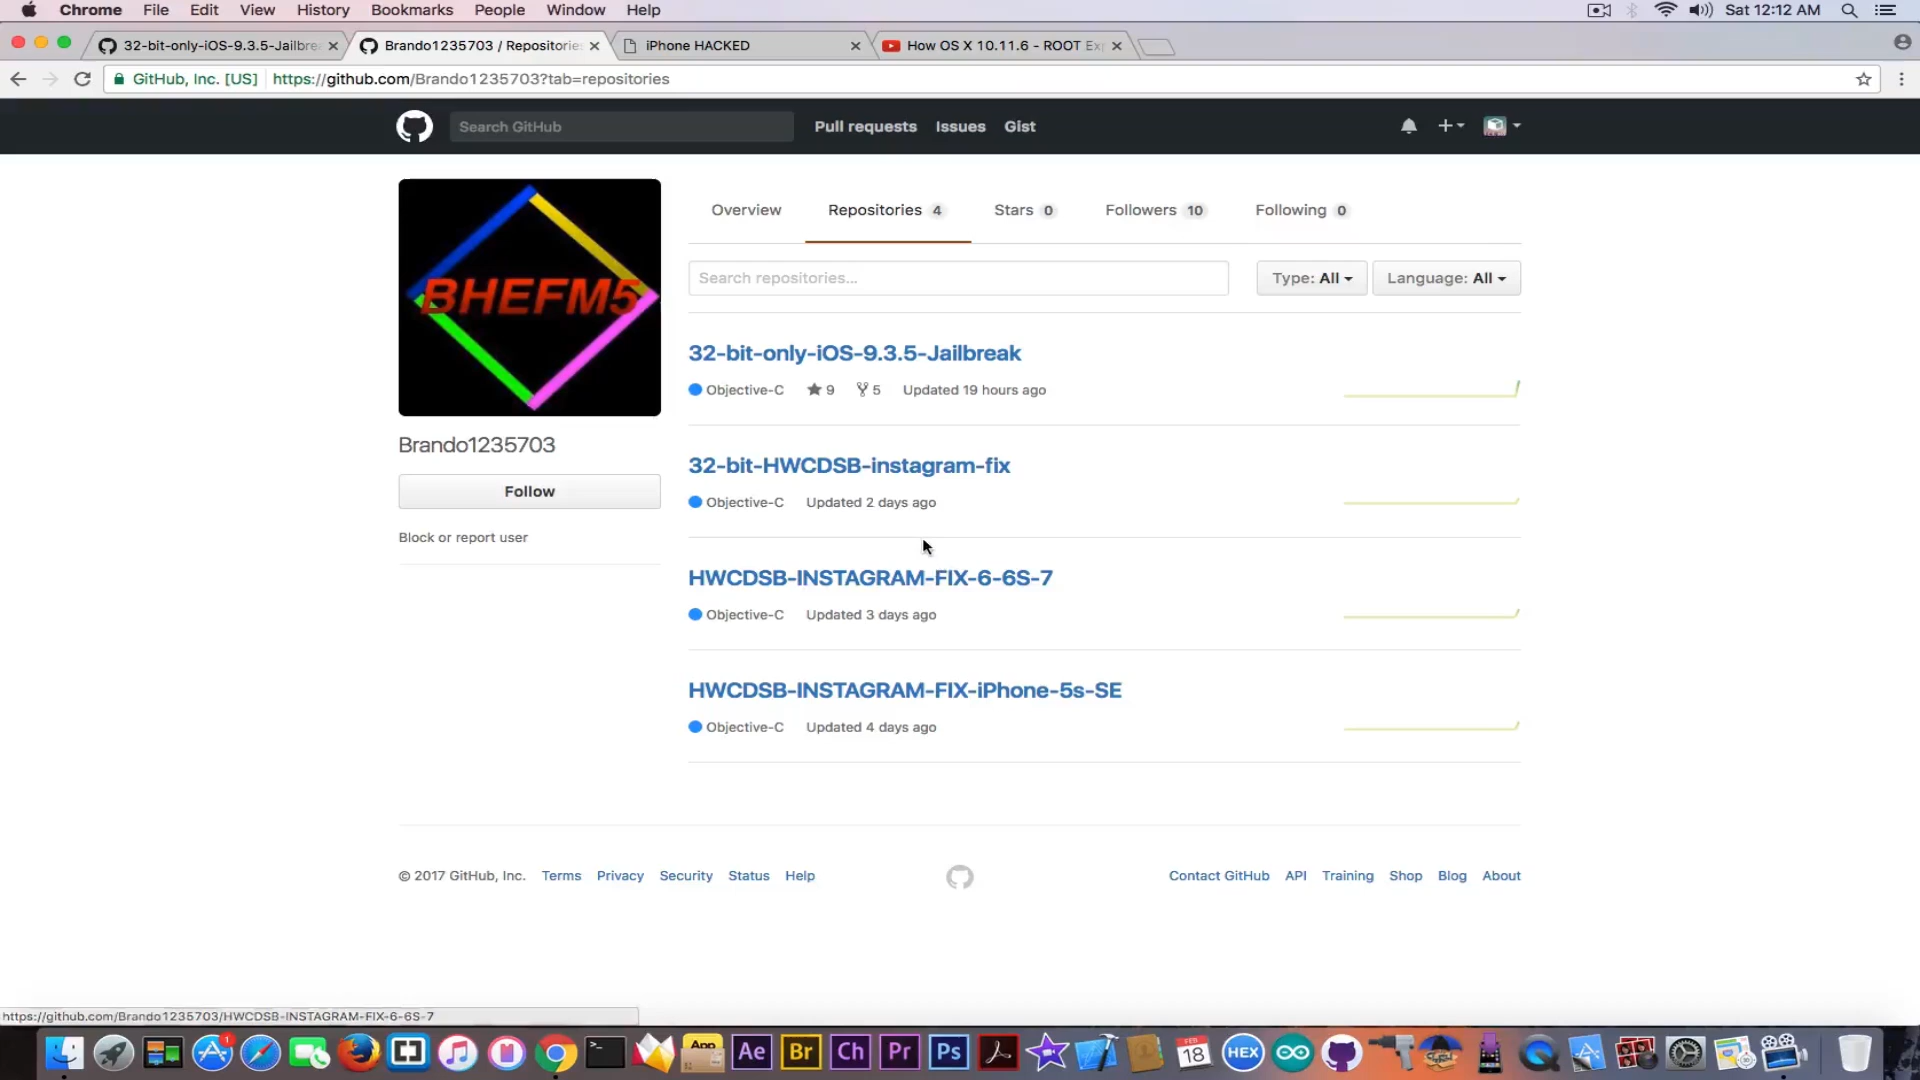 Chrome File Edit View History Bookmarks People Window Help Sat 12:12 AM
32-bit-only-iOS-9.3.5-Jailbre Brando1235703 / Repositorie iPhone HACKED How OS X 10.11.6 - ROOT Ex
GitHub, Inc. [US] https://github.com/Brando1235703?tab=repositories
Search GitHub Pull requests Issues Gist
BHEFM5
Brando1235703
Follow
Block or report user
Overview Repositories 4 Stars 0 Followers 10 Following 0
Search repositories... Type: All Language: All
32-bit-only-iOS-9.3.5-Jailbreak
Objective-C 9 5 Updated 19 hours ago
32-bit-HWCDSB-instagram-fix
Objective-C Updated 2 days ago
HWCDSB-INSTAGRAM-FIX-6-6S-7
Objective-C Updated 3 days ago
HWCDSB-INSTAGRAM-FIX-iPhone-5s-SE
Objective-C Updated 4 days ago
© 2017 GitHub, Inc. Terms Privacy Security Status Help Contact GitHub API Training Shop Blog About
https://github.com/Brando1235703/HWCDSB-INSTAGRAM-FIX-6-6S-7
1 App Ae Br Ch Pr Ps FEB 18 HEX